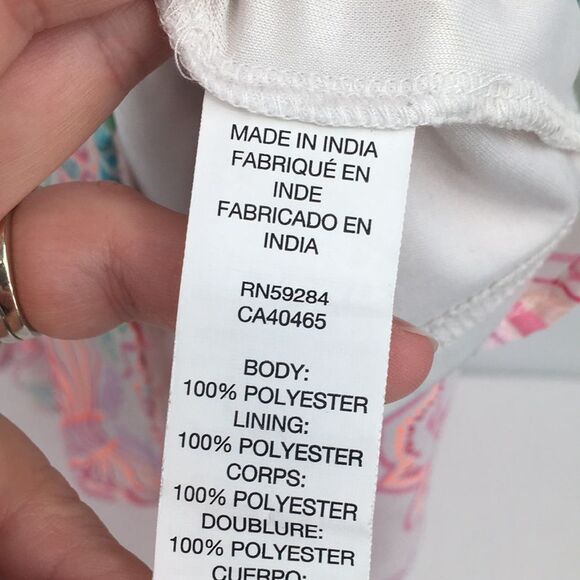 MADE IN INDIA
FABRIQUÉ EN
INDE
FABRICADO EN
INDIA
RN59284
CA40465
BODY:
100% POLYESTER
LINING:
100% POLYESTER
CORPS:
100% POLYESTER
DOUBLURE:
100% POLYESTER
CUERPO: